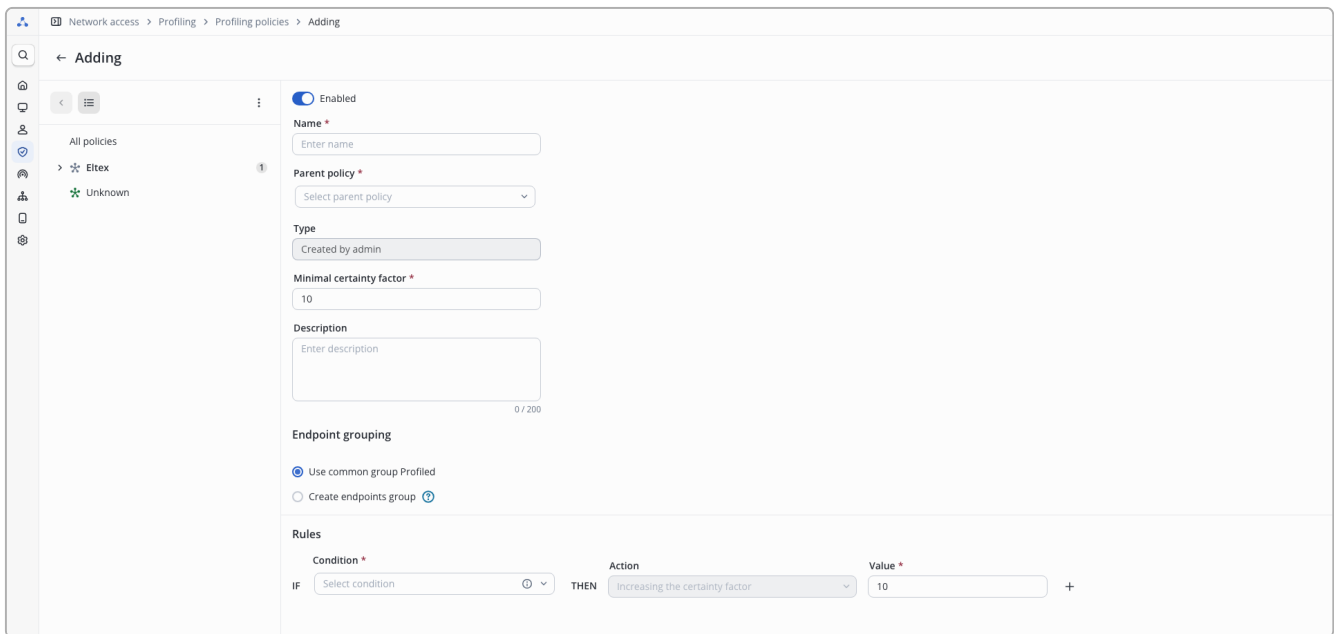 Network access > Profiling > Profiling policies > Adding
← Adding
All policies
Eltex 1
Unknown
Enabled
Name *
Enter name
Parent policy *
Select parent policy
Type
Created by admin
Minimal certainty factor *
10
Description
Enter description
0 / 200
Endpoint grouping
Use common group Profiled
Create endpoints group ?
Rules
Condition *
Action
Value *
IF
Select condition
THEN
Increasing the certainty factor
10
+